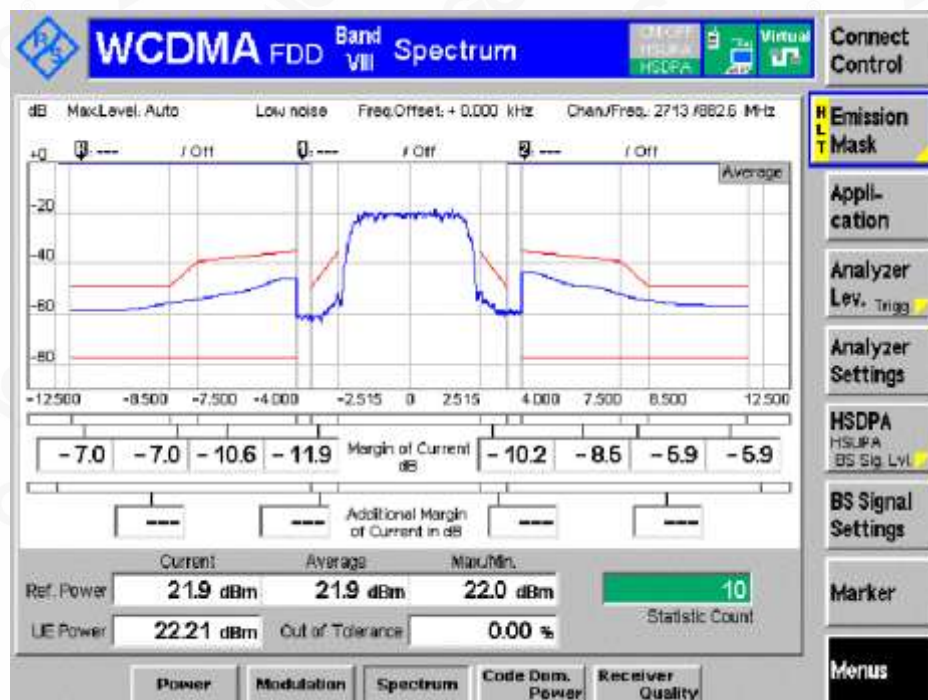 R S
WCDMA FDD Band VIII Spectrum
HSUPA
HSDPA
Virtual
Connect Control
dB Max.Level: Auto Low noise Freq.Offset: + 0.000 kHz Chan./Freq.: 2713 /882.6 MHz
HLT Emission Mask
+0 --- / Off --- / Off 2 --- / Off
Average
-20
Appli-cation
-40
Analyzer Lev. Trigg
-60
-80
Analyzer Settings
-12.500 -8.500 -7.500 -4.000 -2.515 0 2.515 4.000 7.500 8.500 12.500
HSDPA
HSUPA
BS Sig. Lvl.
-7.0 -7.0 -10.6 -11.9 Margin of Current dB -10.2 -8.5 -5.9 -5.9
BS Signal Settings
--- --- Additional Margin of Current in dB --- ---
Current Average Max./Min.
Ref. Power 21.9 dBm 21.9 dBm 22.0 dBm 10
Statistic Count
Marker
UE Power 22.21 dBm Out of Tolerance 0.00 %
Menus
Power Modulation Spectrum Code Dom. Power Receiver Quality